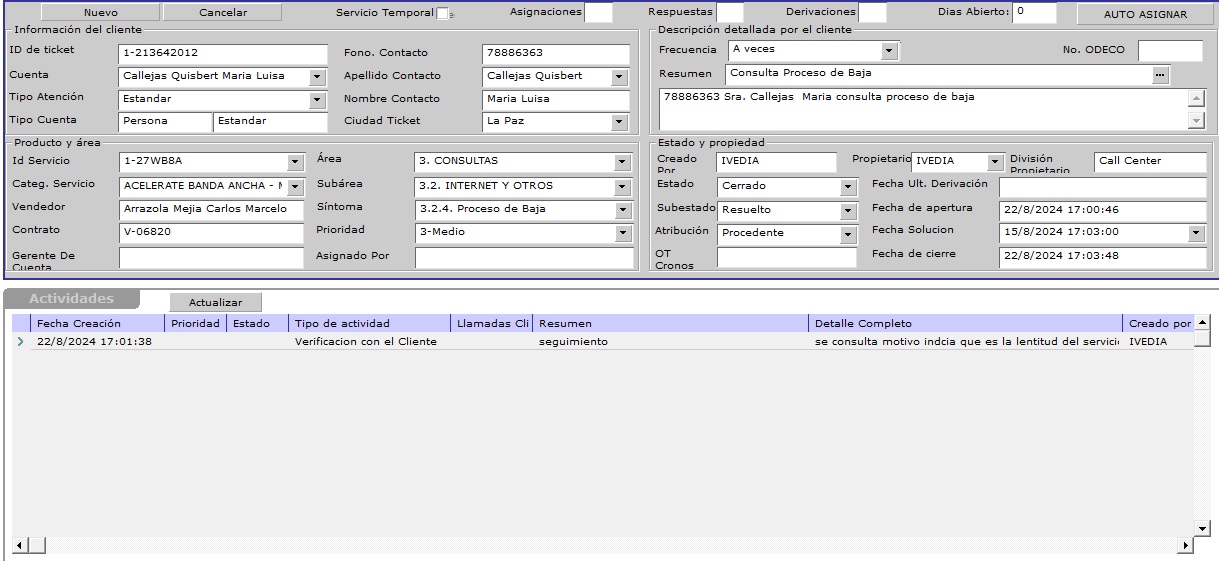 Nuevo Cancelar Servicio Temporal Asignaciones Respuestas Derivaciones Dias Abierto: 0 AUTO ASIGNAR
Información del cliente
ID de ticket 1-213642012 Fono. Contacto 78886363
Cuenta Callejas Quisbert Maria Luisa Apellido Contacto Callejas Quisbert
Tipo Atención Estandar Nombre Contacto Maria Luisa
Tipo Cuenta Persona Estandar Ciudad Ticket La Paz
Descripción detallada por el cliente
Frecuencia A veces No. ODECO
Resumen Consulta Proceso de Baja ...
78886363 Sra. Callejas Maria consulta proceso de baja
Producto y área
Id Servicio 1-27WB8A Área 3. CONSULTAS
Categ. Servicio ACELERATE BANDA ANCHA - Subárea 3.2. INTERNET Y OTROS
Vendedor Arrazola Mejia Carlos Marcelo Síntoma 3.2.4. Proceso de Baja
Contrato V-06820 Prioridad 3-Medio
Gerente De Cuenta Asignado Por
Estado y propiedad
Creado Por IVEDIA Propietario IVEDIA División Propietario Call Center
Estado Cerrado Fecha Ult. Derivación
Subestado Resuelto Fecha de apertura 22/8/2024 17:00:46
Atribución Procedente Fecha Solucion 15/8/2024 17:03:00
OT Cronos Fecha de cierre 22/8/2024 17:03:48
Actividades Actualizar
Fecha Creación Prioridad Estado Tipo de actividad Llamadas Cli Resumen Detalle Completo Creado por
22/8/2024 17:01:38 Verificacion con el Cliente seguimiento se consulta motivo indcia que es la lentitud del servici IVEDIA